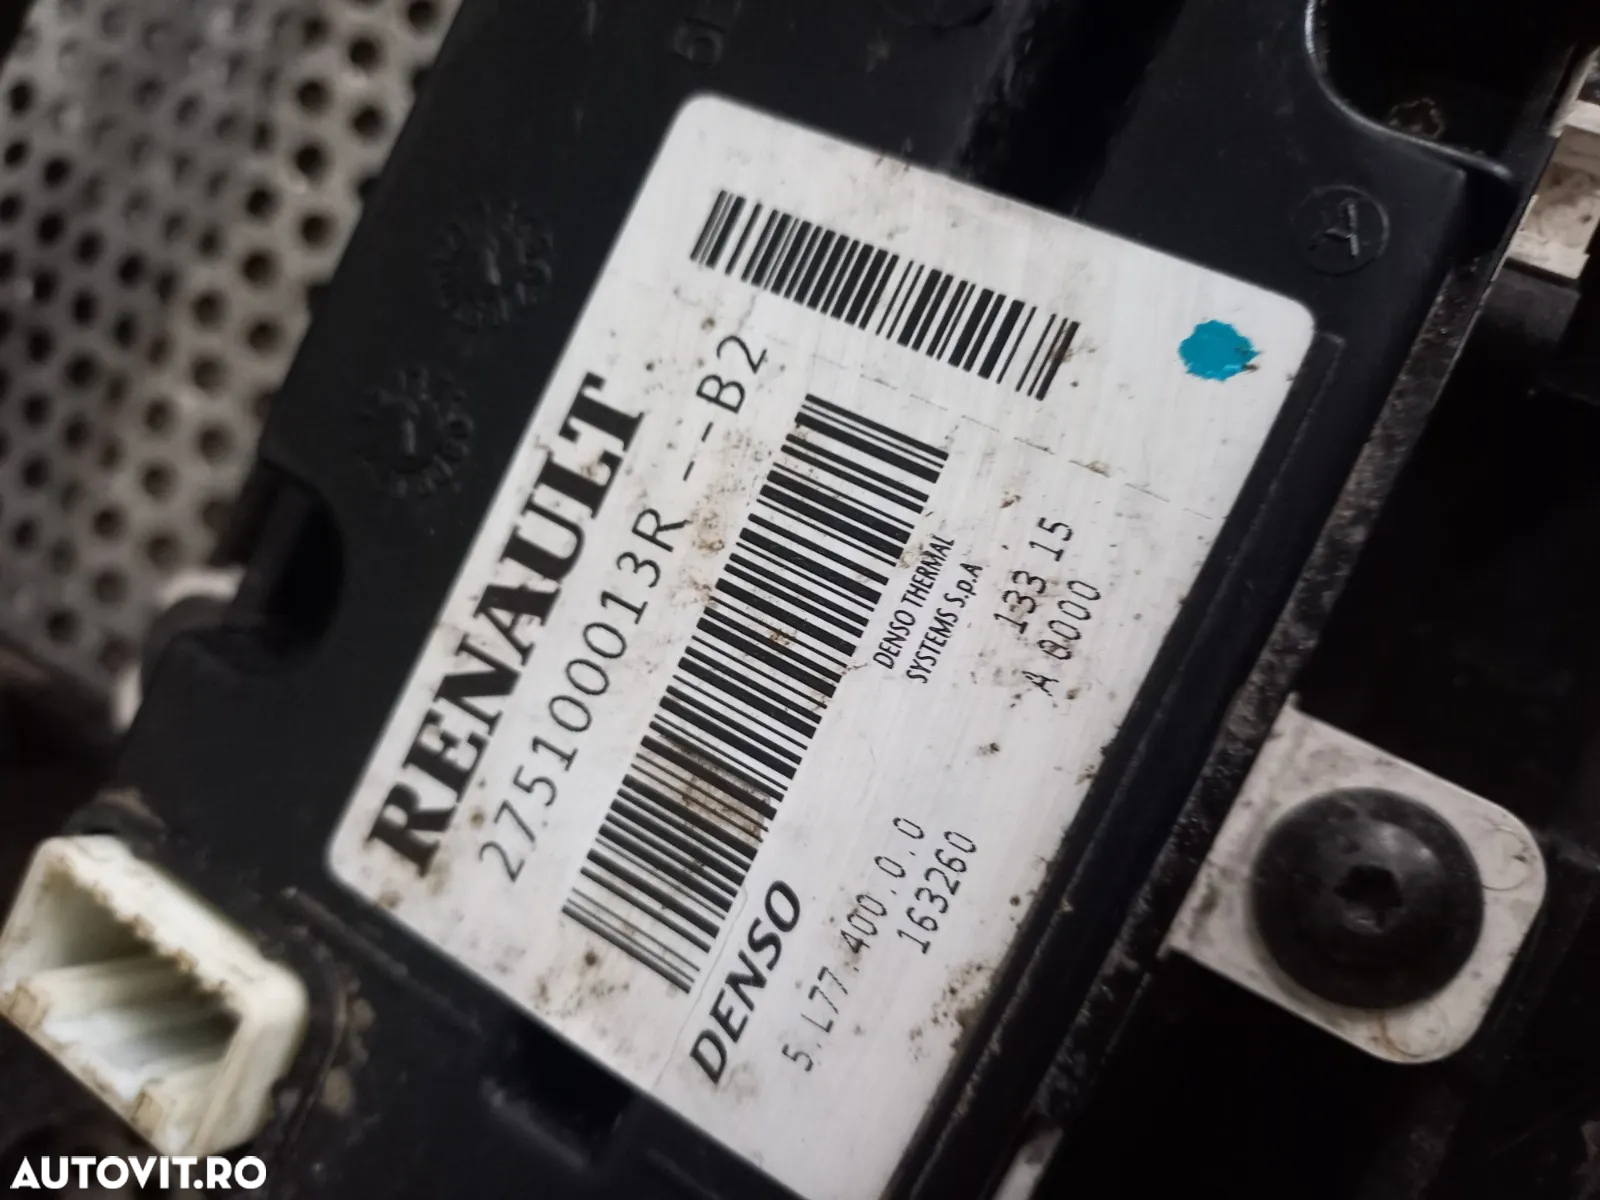 RENAULT
275100013R --B2
DENSO THERMAL
SYSTEMS S.p.A
133 15
A 0000
DENSO
5.L77.400.0.0
163260
AUTOVIT.RO